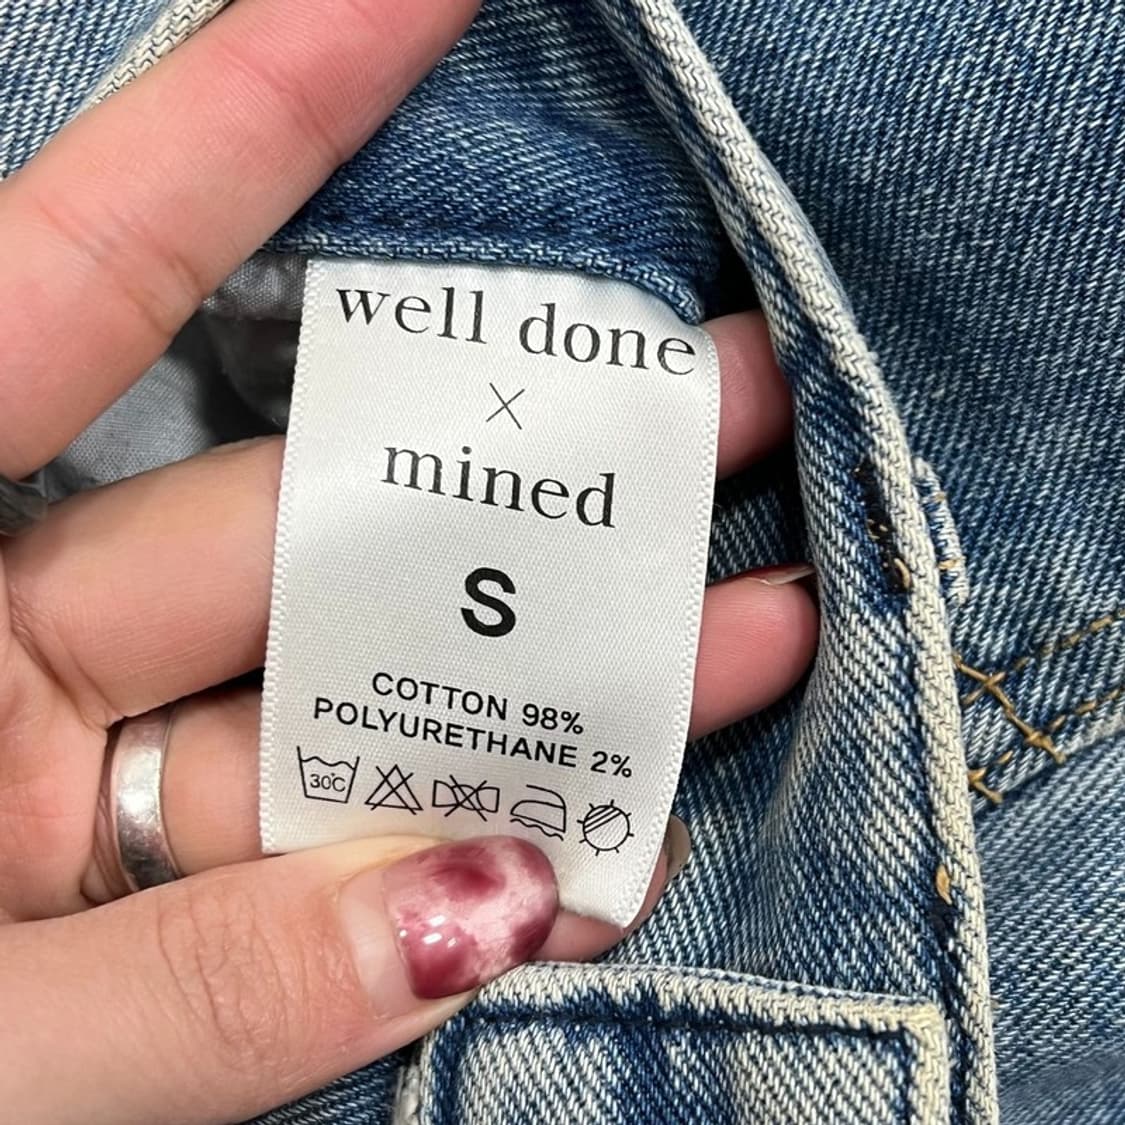 well done
×
mined
S
COTTON 98%
POLYURETHANE 2%
30℃